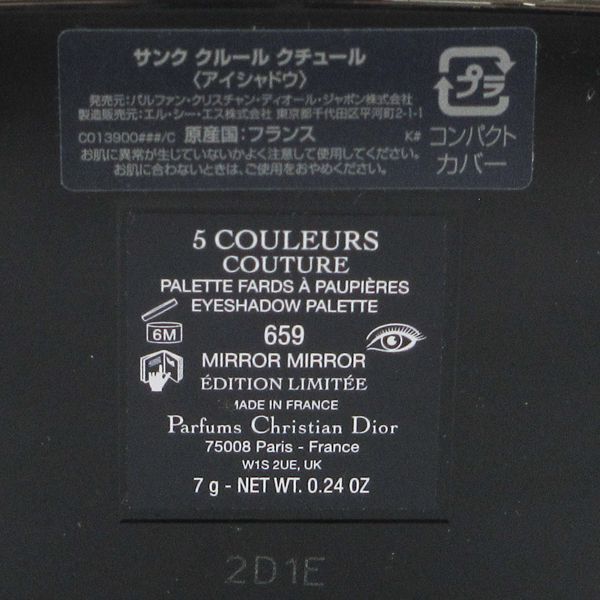 サンク クルール クチュール
〈アイシャドウ〉
発売元：パルファン・クリスチャン・ディオール・ジャポン株式会社
製造販売元：エル・シー・エス株式会社 東京都千代田区平河町2-1-1
C013900###/C 原産国：フランス K#
お肌に異常が生じていないかよく注意して使用してください。
お肌に合わないときは、ご使用をおやめください。
プラ
コンパクト
カバー
5 COULEURS
COUTURE
PALETTE FARDS À PAUPIÈRES
EYESHADOW PALETTE
6M
659
MIRROR MIRROR
ÉDITION LIMITÉE
MADE IN FRANCE
Parfums Christian Dior
75008 Paris - France
W1S 2UE, UK
7 g - NET WT. 0.24 OZ
2D1E